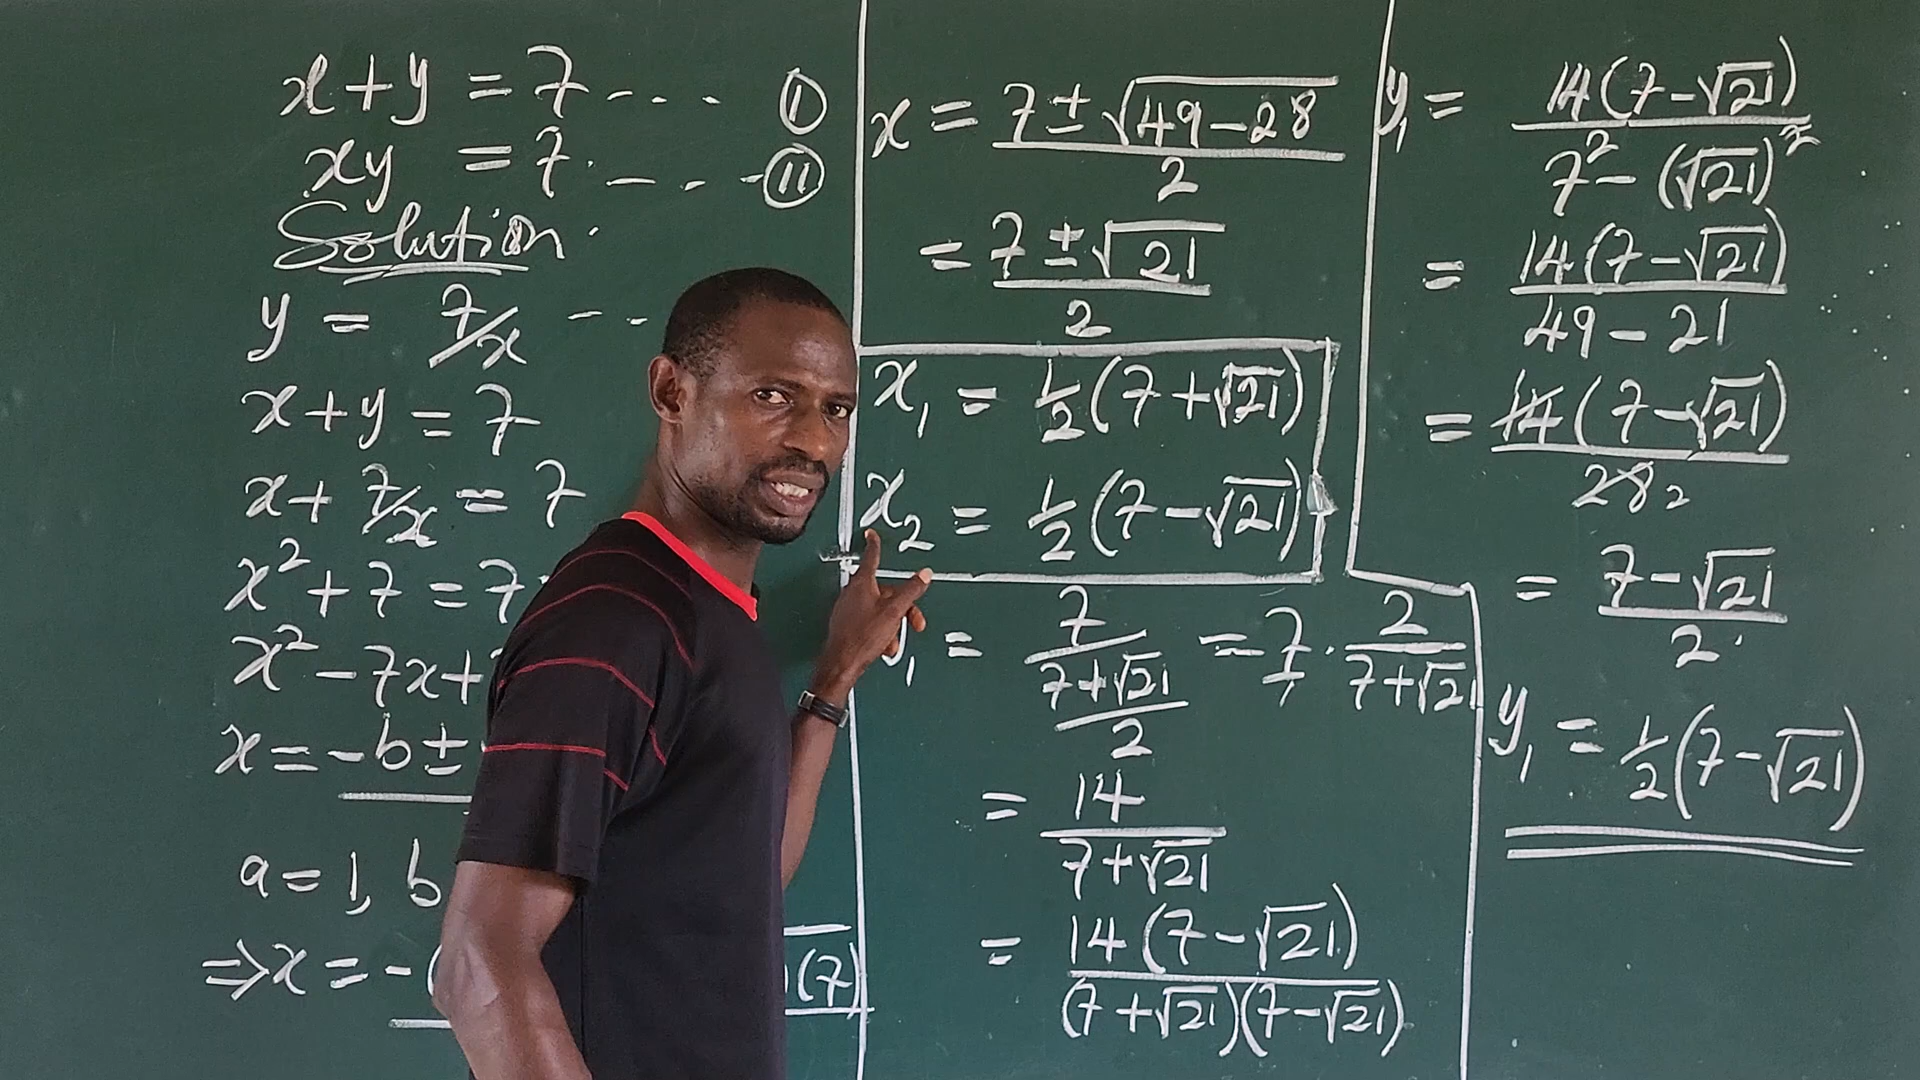 x + y = 7 - - - (I)
xy = 7. - - - (II)
Solution.
y = 7/x - -
x + y = 7
x + 7/x = 7
x² + 7 = 7
x² - 7x +
x = -b ±
a = 1, b
⇒ x = -( (7)
x = (7 ± √(49 - 28))/2
= (7 ± √21)/2
x₁ = ½(7 + √21)
x₂ = ½(7 - √21)
y₁ = 7/((7 + √21)/2) = 7 · 2/(7 + √21)
= 14/(7 + √21)
= 14(7 - √21)/((7 + √21)(7 - √21))
y₁ = 14(7 - √21)/(7² - (√21)²)
= 14(7 - √21)/(49 - 21)
= 14(7 - √21)/28 2
= (7 - √21)/2
y₁ = ½(7 - √21)